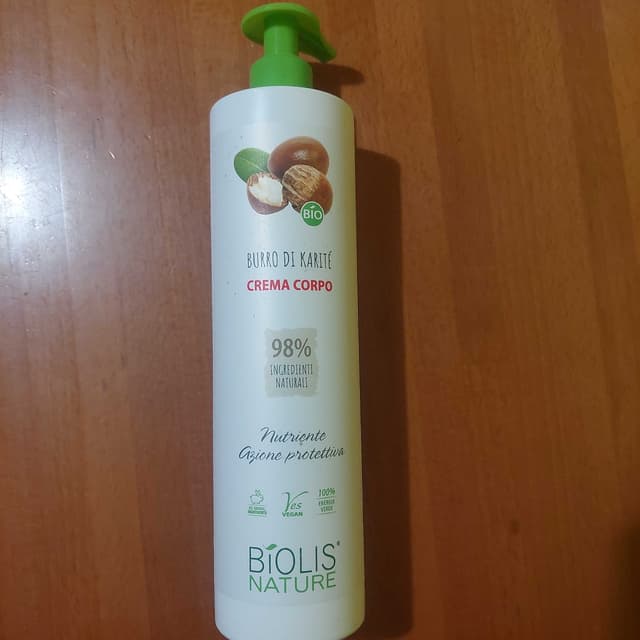 BIO
BURRO DI KARITÉ
CREMA CORPO
98%
INGREDIENTI
NATURALI
Nutriente
Azione protettiva
Yes
VEGAN
100%
ENERGIA
VERDE
BiOLIS®
NATURE